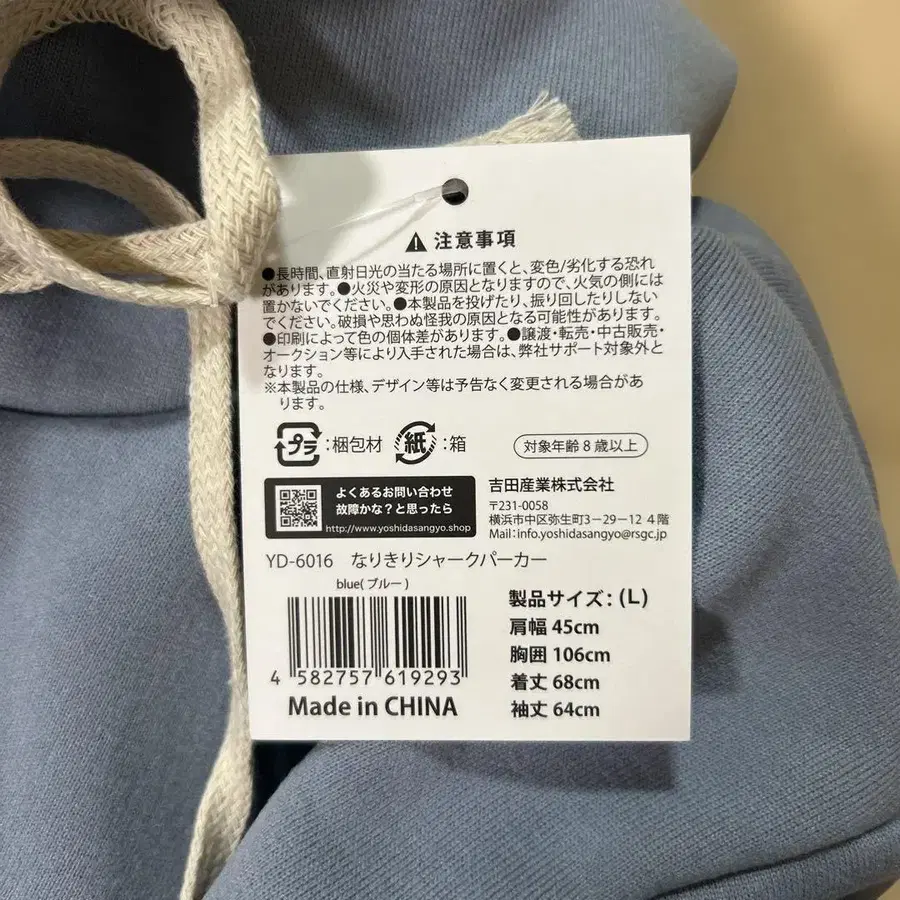 ⚠ 注意事項
●長時間、直射日光の当たる場所に置くと、変色/劣化する恐れ
があります。●火災や変形の原因となりますので、火気の側には
置かないでください。●本製品を投げたり、振り回したりしない
でください。破損や思わぬ怪我の原因となる可能性があります。
●印刷によって色の個体差があります。●譲渡・転売・中古販売・
オークション等により入手された場合は、弊社サポート対象外と
なります。
※本製品の仕様、デザイン等は予告なく変更される場合があ
ります。
プラ:梱包材 紙:箱 対象年齢8歳以上
よくあるお問い合わせ
故障かな?と思ったら
http://www.yoshidasangyo.shop
吉田産業株式会社
〒231-0058
横浜市中区弥生町3-29-12 4階
Mail:info.yoshidasangyo@rsgc.jp
YD-6016 なりきりシャークパーカー
blue(ブルー)
4 582757 619293
Made in CHINA
製品サイズ:(L)
肩幅 45cm
胸囲 106cm
着丈 68cm
袖丈 64cm